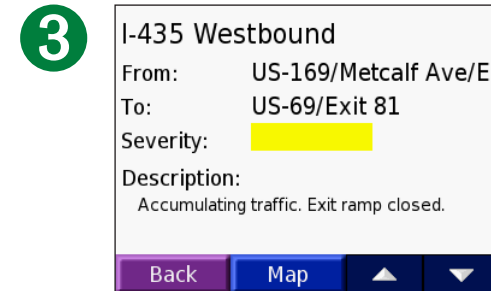 3
I-435 Westbound
From: US-169/Metcalf Ave/E
To: US-69/Exit 81
Severity:
Description:
Accumulating traffic. Exit ramp closed.
Back Map